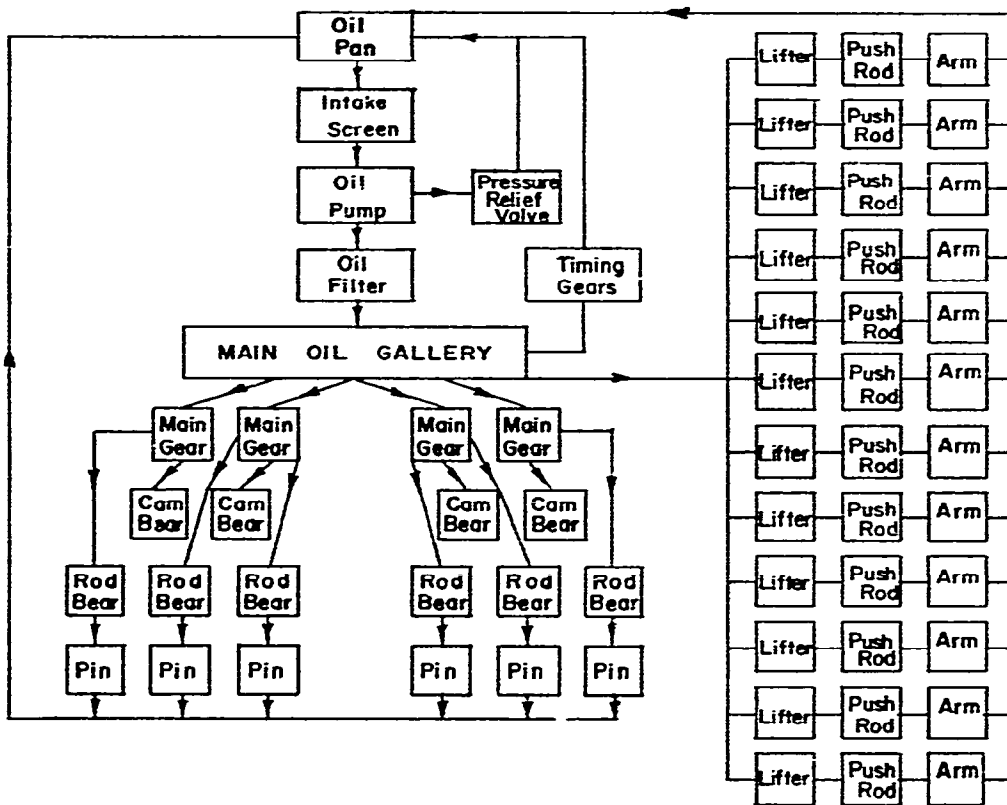 Oil
Pan
Intake
Screen
Oil
Pump
Pressure
Relief
Valve
Oil
Filter
Timing
Gears
MAIN OIL GALLERY
Main
Gear
Main
Gear
Main
Gear
Main
Gear
Cam
Bear
Cam
Bear
Cam
Bear
Cam
Bear
Rod
Bear
Rod
Bear
Rod
Bear
Rod
Bear
Rod
Bear
Rod
Bear
Pin
Pin
Pin
Pin
Pin
Pin
Lifter
Push
Rod
Arm
Lifter
Push
Rod
Arm
Lifter
Push
Rod
Arm
Lifter
Push
Rod
Arm
Lifter
Push
Rod
Arm
Lifter
Push
Rod
Arm
Lifter
Push
Rod
Arm
Lifter
Push
Rod
Arm
Lifter
Push
Rod
Arm
Lifter
Push
Rod
Arm
Lifter
Push
Rod
Arm
Lifter
Push
Rod
Arm